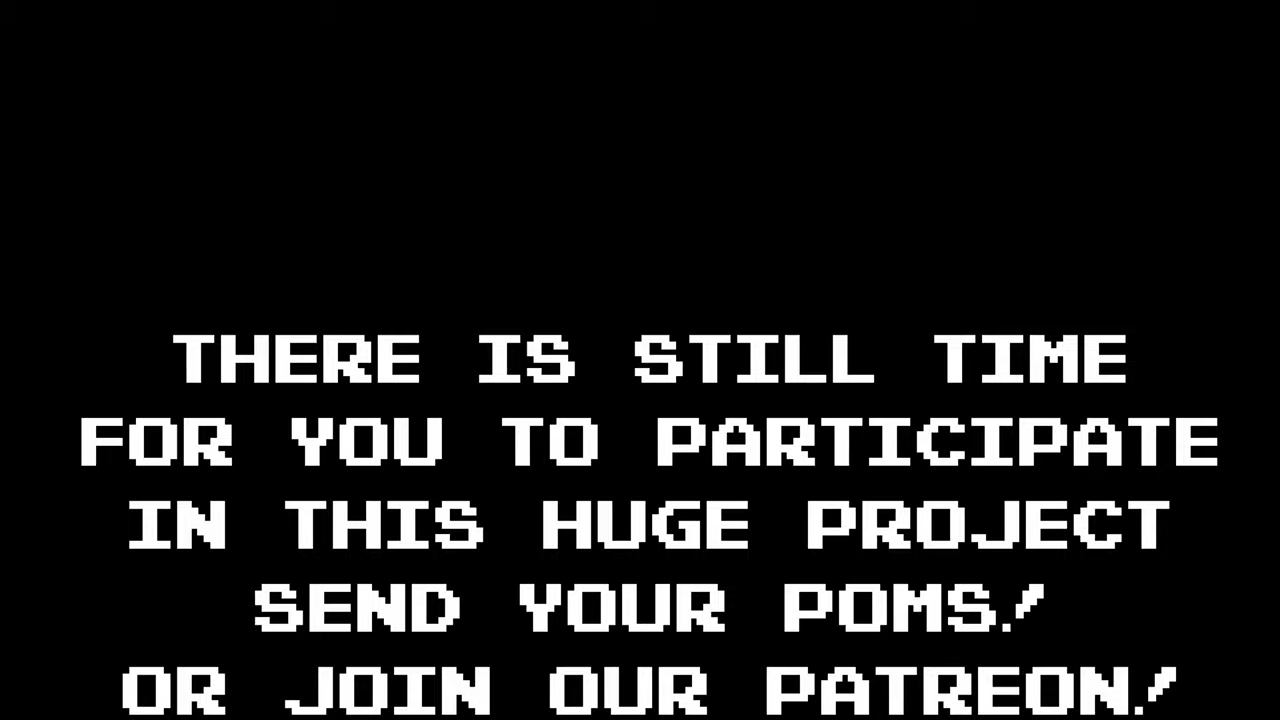 THERE IS STILL TIME
FOR YOU TO PARTICIPATE
IN THIS HUGE PROJECT
SEND YOUR POMS!
OR JOIN OUR PATREON!